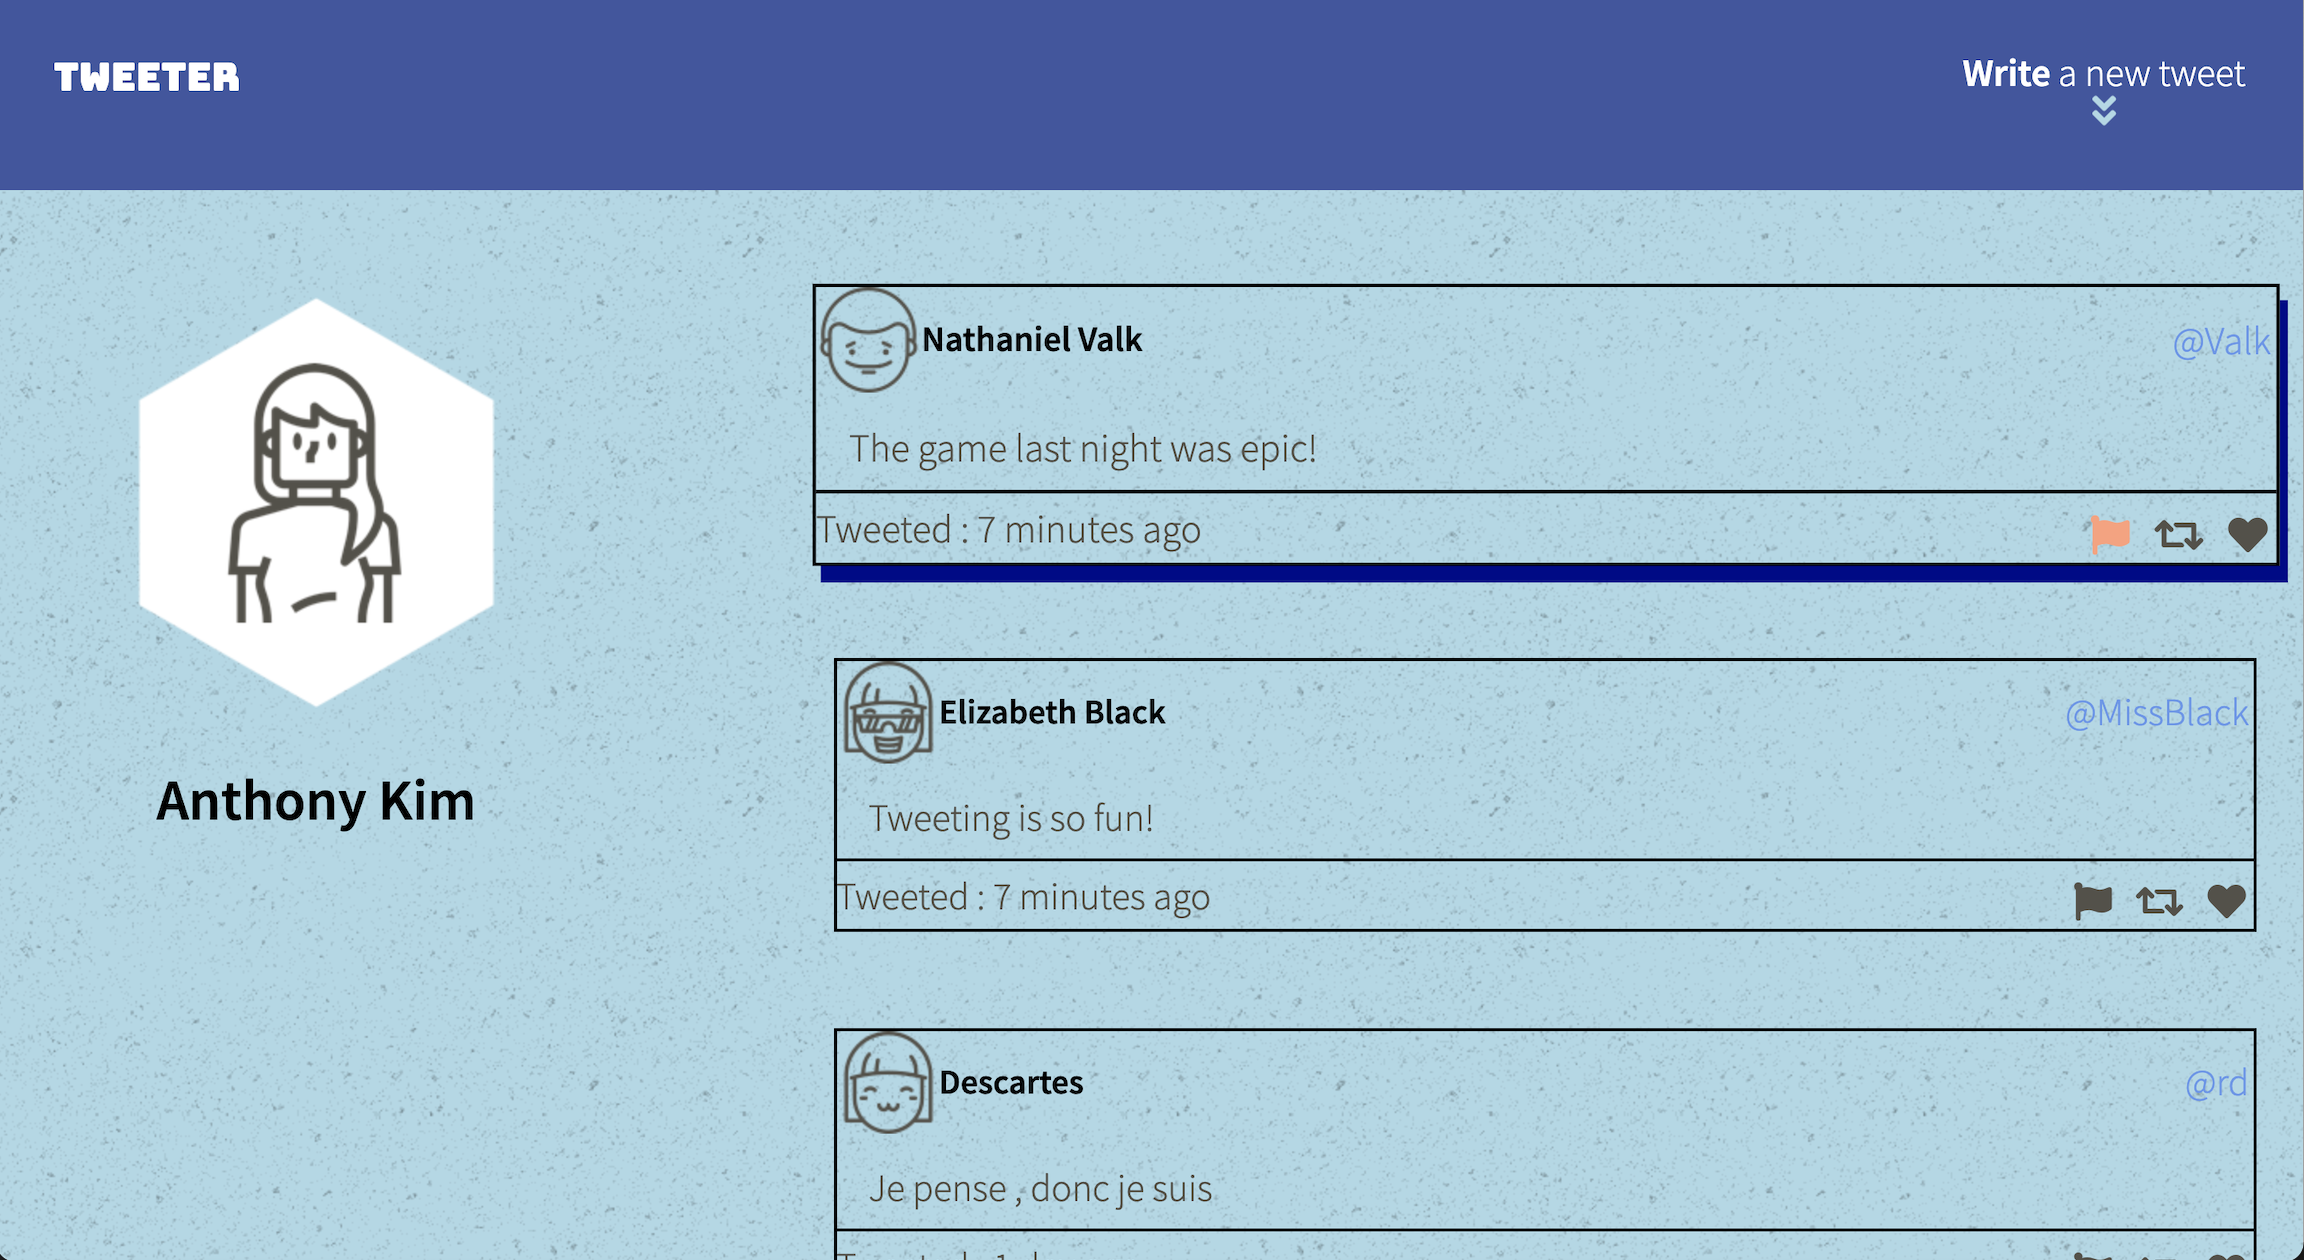 TWEETER
Write a new tweet
Anthony Kim
Nathaniel Valk
@Valk
The game last night was epic!
Tweeted : 7 minutes ago
Elizabeth Black
@MissBlack
Tweeting is so fun!
Tweeted : 7 minutes ago
Descartes
@rd
Je pense , donc je suis